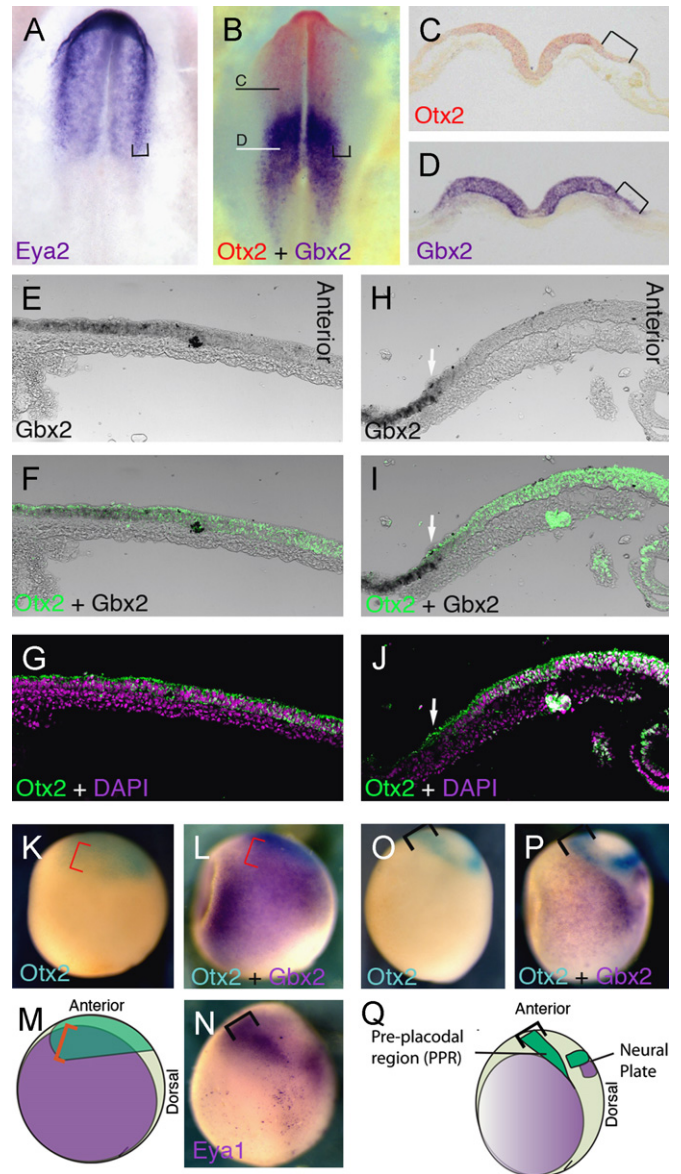 A
Eya2
B
C
D
Otx2 + Gbx2
C
Otx2
D
Gbx2
E
Anterior
Gbx2
H
Anterior
Gbx2
F
Otx2 + Gbx2
I
Otx2 + Gbx2
G
Otx2 + DAPI
J
Otx2 + DAPI
K
Otx2
L
Otx2 + Gbx2
O
Otx2
P
Otx2 + Gbx2
M
Anterior
Dorsal
N
Eya1
Q
Anterior
Pre-placodal
region (PPR)
Neural
Plate
Dorsal